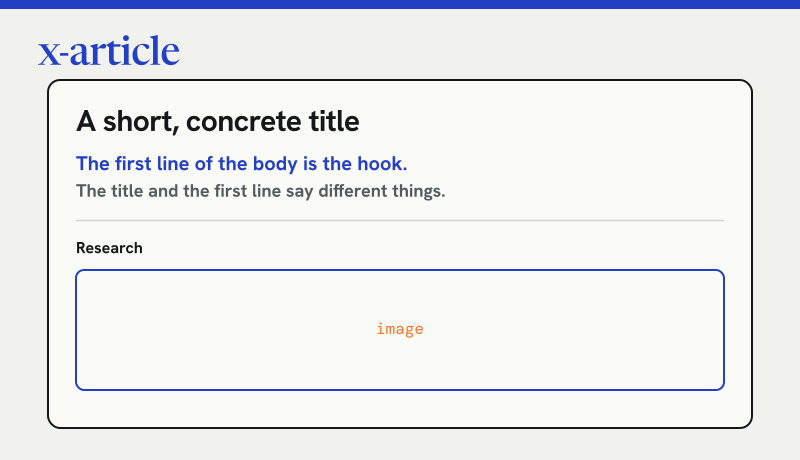 x-article
A short, concrete title
The first line of the body is the hook.
The title and the first line say different things.
Research
image